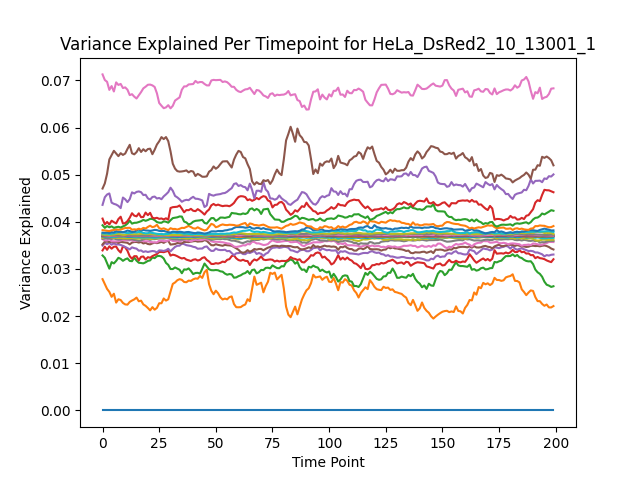 Variance Explained Per Timepoint for HeLa_DsRed2_10_13001_1
0.07
0.06
0.05
0.04
0.03
0.02
0.01
0.00
Variance Explained
0 25 50 75 100 125 150 175 200
Time Point